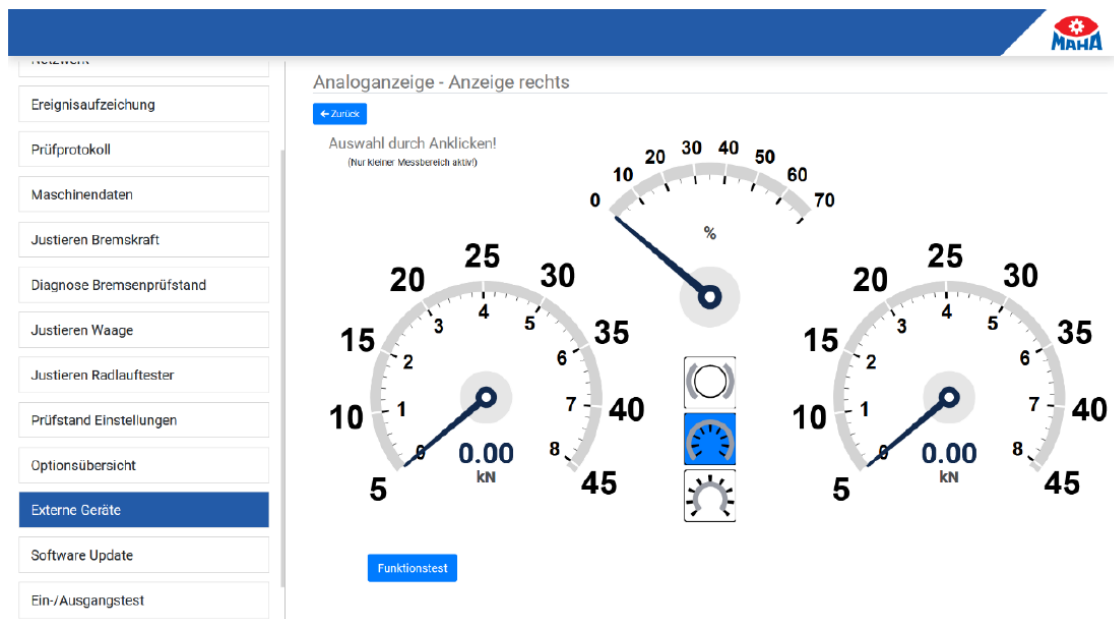 MAHA
Netzwerk
Ereignisaufzeichung
Prüfprotokoll
Maschinendaten
Justieren Bremskraft
Diagnose Bremsenprüfstand
Justieren Waage
Justieren Radlauftester
Prüfstand Einstellungen
Optionsübersicht
Externe Geräte
Software Update
Ein-/Ausgangstest
Analoganzeige - Anzeige rechts
←Zurück
Auswahl durch Anklicken!
(Nur kleiner Messbereich aktiv!)
0 10 20 30 40 50 60 70
%
5 10 15 20 25 30 35 40 45
0 1 2 3 4 5 6 7 8
0.00
kN
5 10 15 20 25 30 35 40 45
0 1 2 3 4 5 6 7 8
0.00
kN
Funktionstest